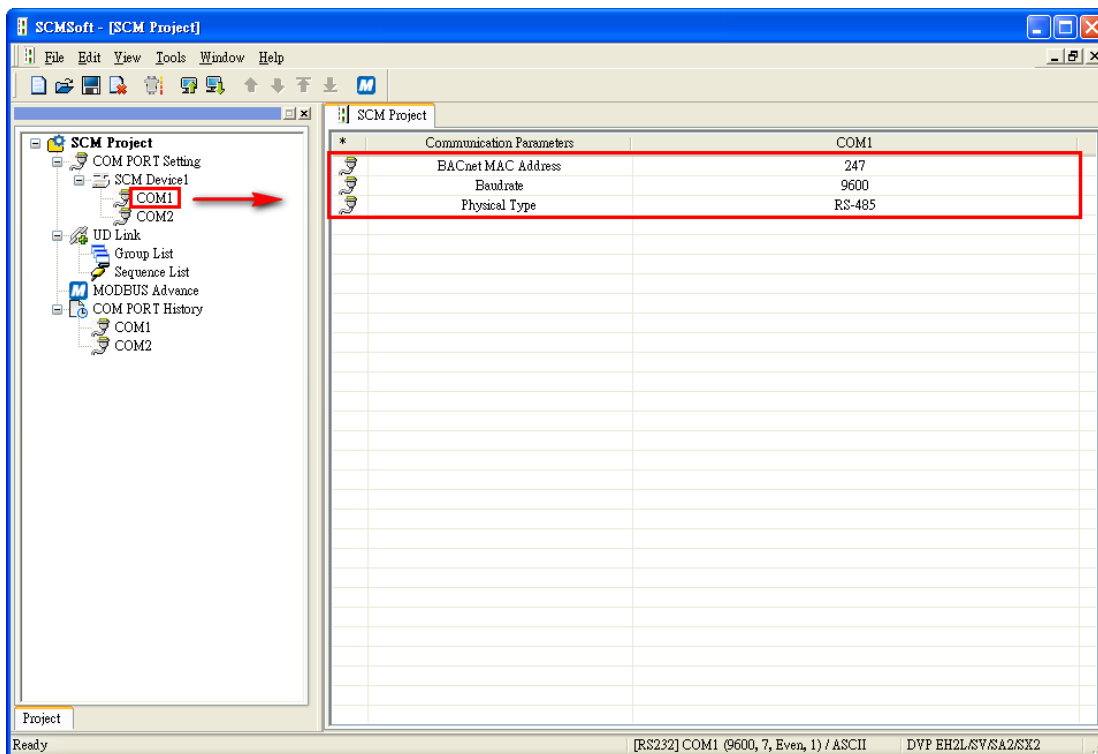 SCMSoft - [SCM Project]
File Edit View Tools Window Help
SCM Project
COM PORT Setting
SCM Device1
COM1
COM2
UD Link
Group List
Sequence List
MODBUS Advance
COM PORT History
COM1
COM2
Project
SCM Project
* Communication Parameters COM1
BACnet MAC Address 247
Baudrate 9600
Physical Type RS-485
Ready [RS232] COM1 (9600, 7, Even, 1) / ASCII DVP EH2L/SV/SA2/SX2